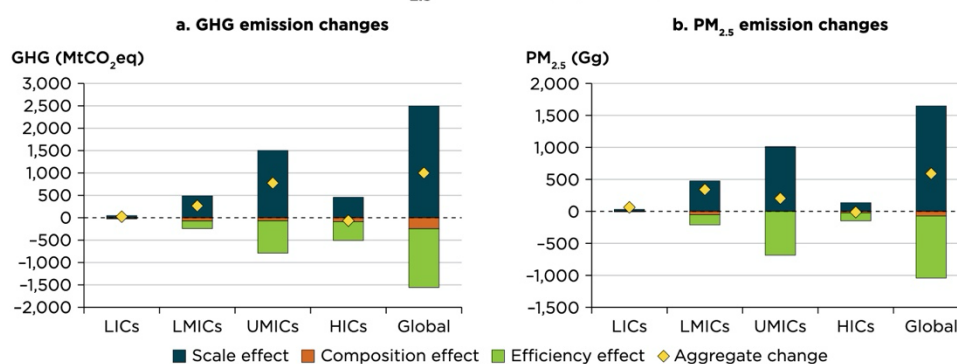 2.5
a. GHG emission changes
GHG (MtCO2eq)
3,000
2,500
2,000
1,500
1,000
500
0
−500
−1,000
−1,500
−2,000
LICs LMICs UMICs HICs Global
b. PM2.5 emission changes
PM2.5 (Gg)
2,000
1,500
1,000
500
0
−500
−1,000
−1,500
LICs LMICs UMICs HICs Global
Scale effect Composition effect Efficiency effect Aggregate change